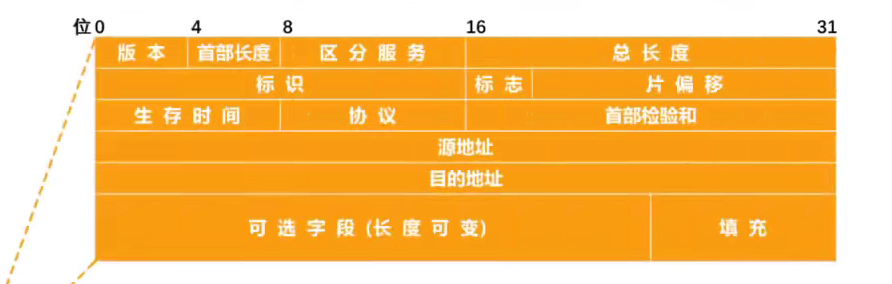 位 0 4 8 16 31
版 本 首部长度 区 分 服 务 总 长 度
标 识 标 志 片 偏 移
生 存 时 间 协 议 首部检验和
源地址
目的地址
可 选 字 段 (长 度 可 变) 填 充